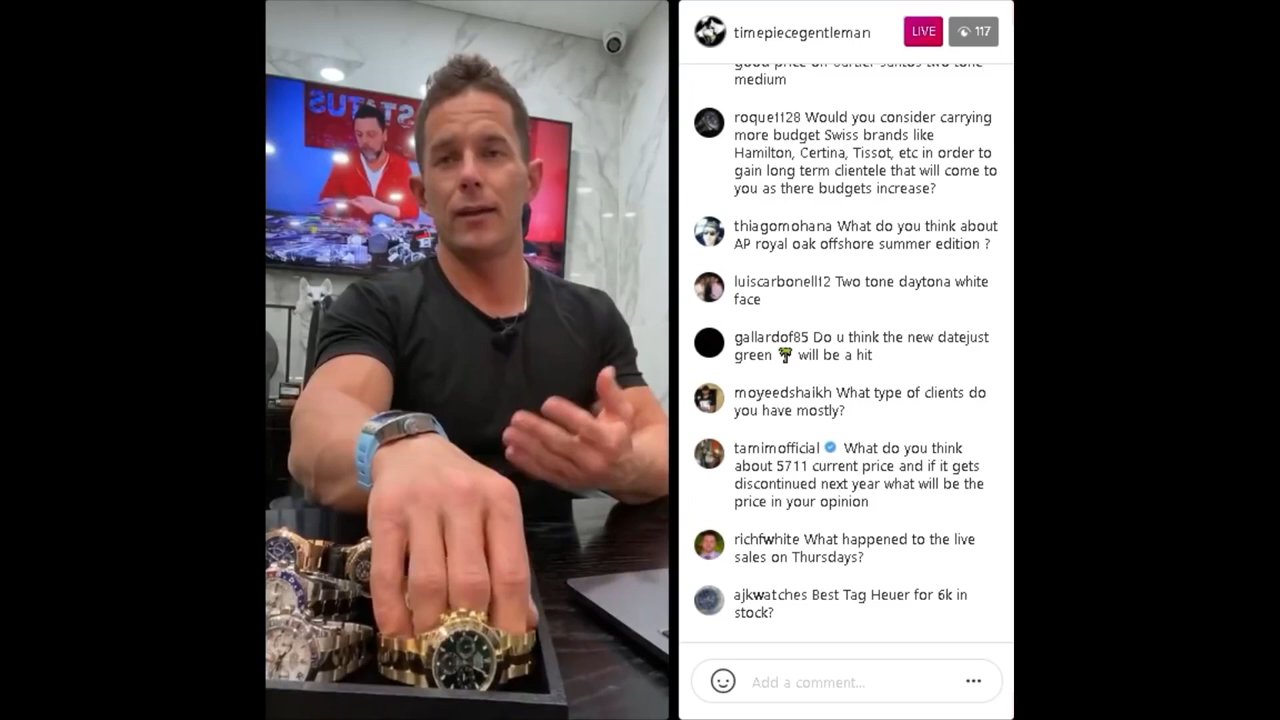 STATUS
timepiecegentleman
LIVE
117
medium
roque1128 Would you consider carrying
more budget Swiss brands like
Hamilton, Certina, Tissot, etc in order to
gain long term clientele that will come to
you as there budgets increase?
thiagomohana What do you think about
AP royal oak offshore summer edition ?
luiscarbonell12 Two tone daytona white
face
gallardof85 Do u think the new datejust
green 🌴 will be a hit
moyeedshaikh What type of clients do
you have mostly?
tamimofficial What do you think
about 5711 current price and if it gets
discontinued next year what will be the
price in your opinion
richfwhite What happened to the live
sales on Thursdays?
ajkwatches Best Tag Heuer for 6k in
stock?
Add a comment...